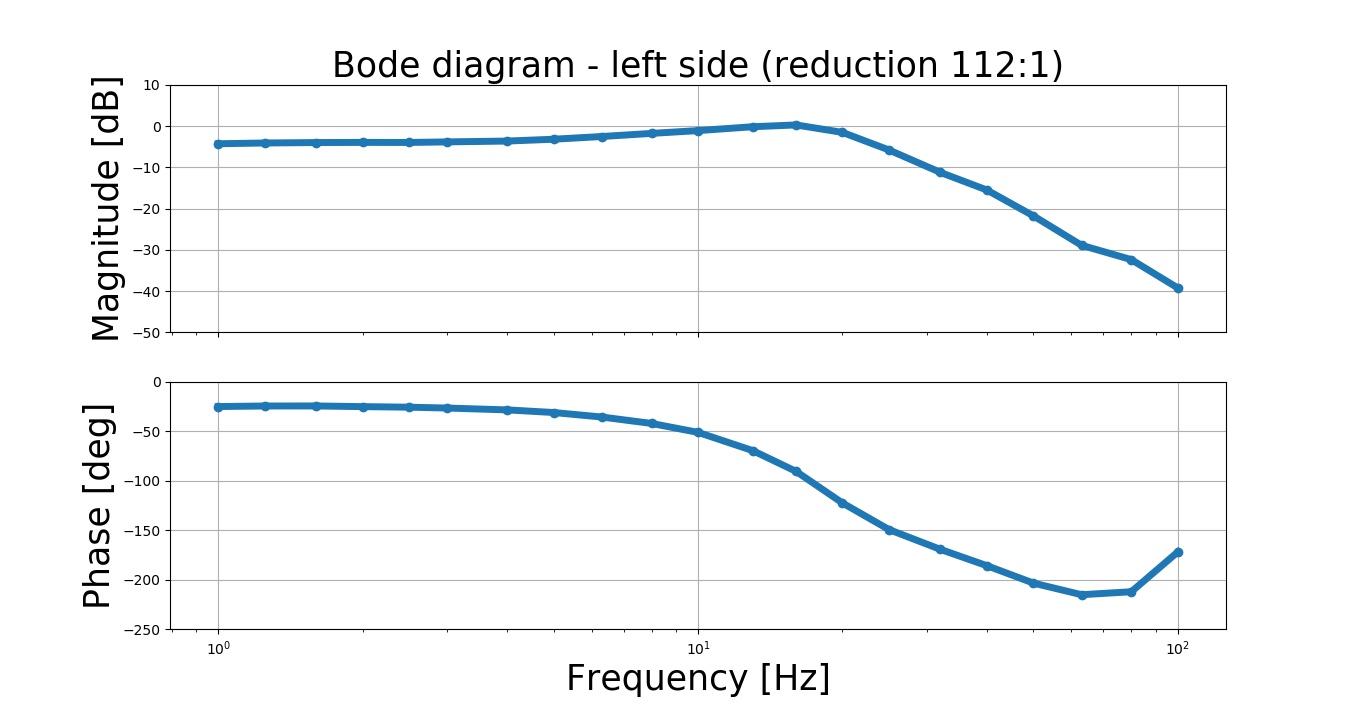 Bode diagram - left side (reduction 112:1)
Magnitude [dB]
10
0
−10
−20
−30
−40
−50
Phase [deg]
0
−50
−100
−150
−200
−250
10⁰ 10¹ 10²
Frequency [Hz]